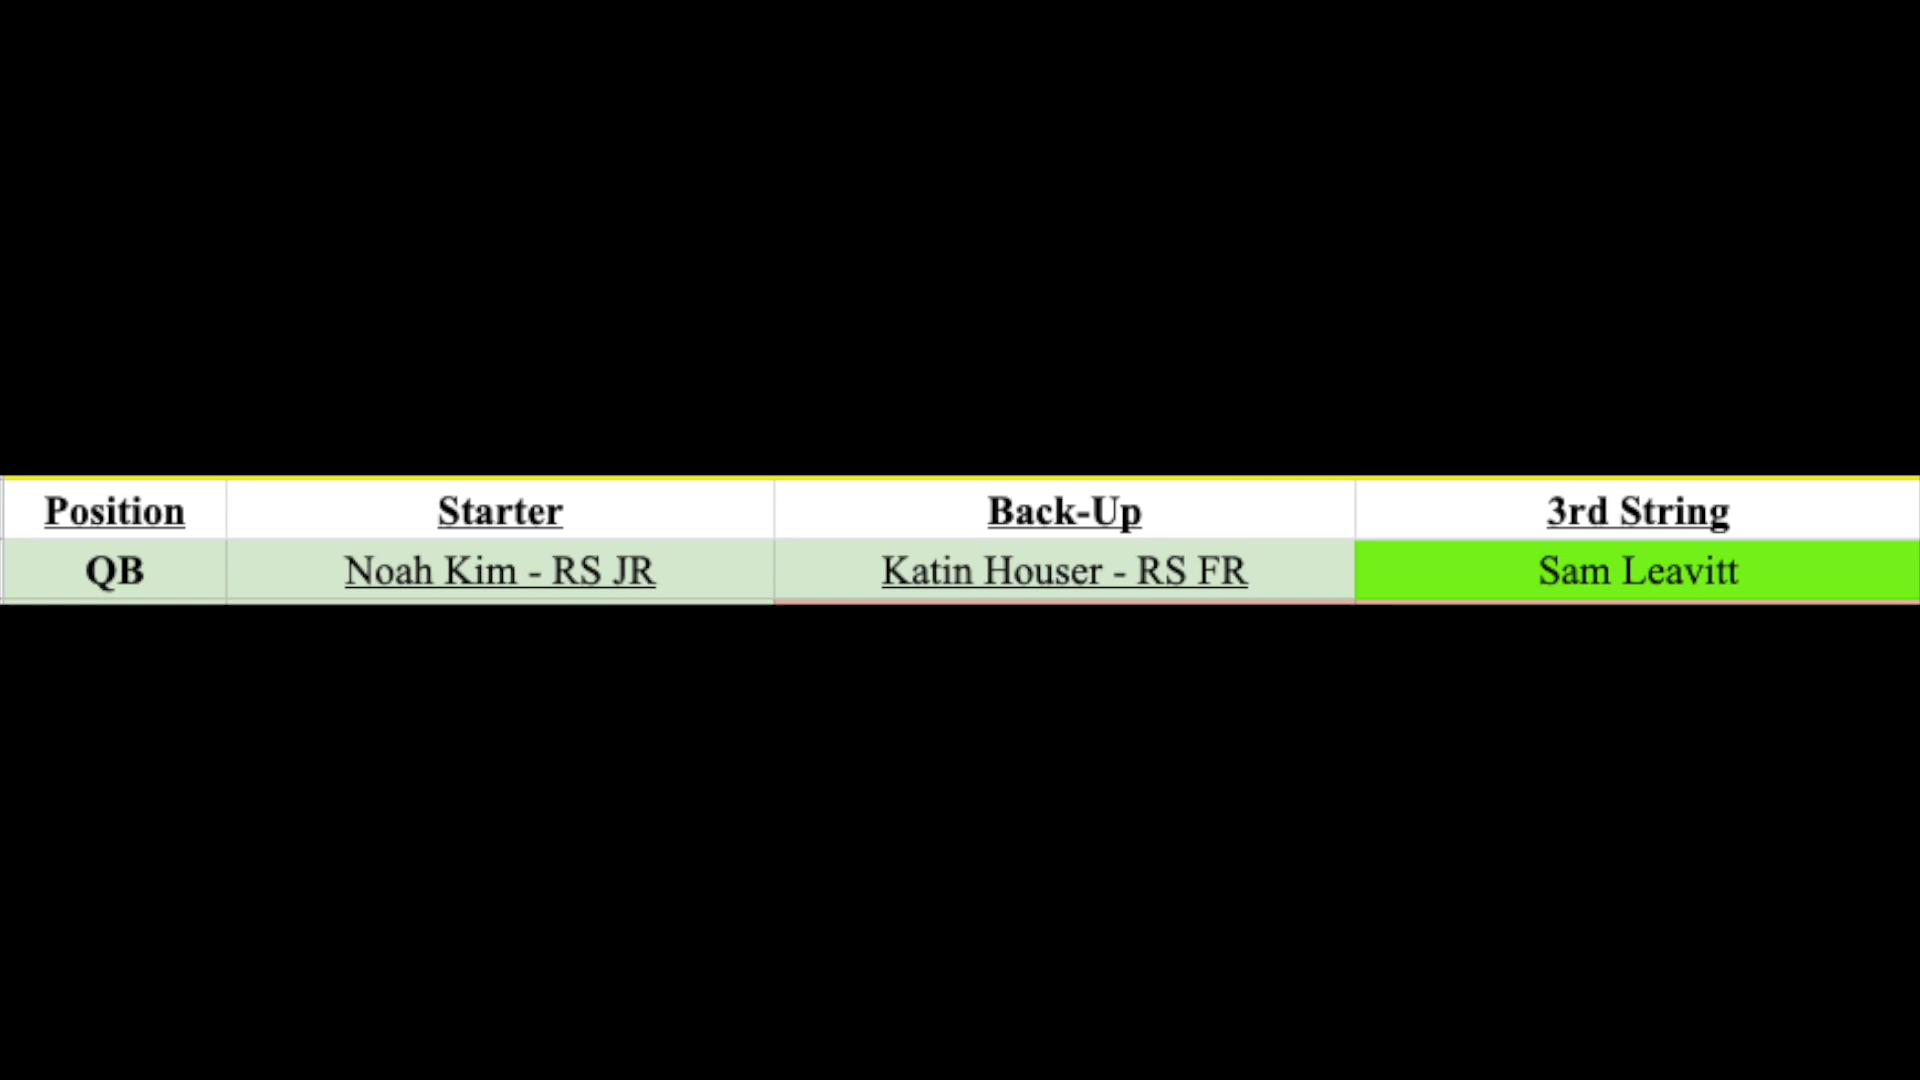 Position Starter Back-Up 3rd String
QB Noah Kim - RS JR Katin Houser - RS FR Sam Leavitt